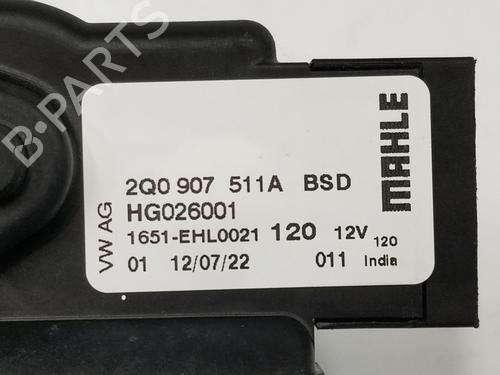 B-PARTS
MAHLE
VW AG
2Q0 907 511A BSD
HG026001
1651-EHL0021 120 12V 120
01 12/07/22 011 India